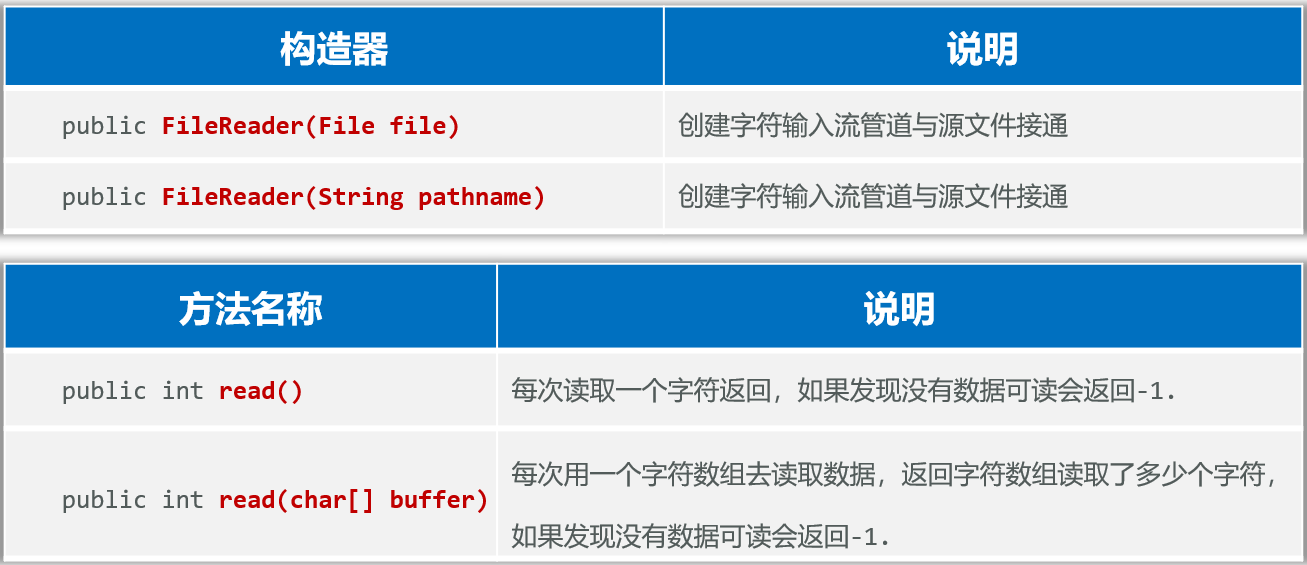 构造器 说明
public FileReader(File file) 创建字符输入流管道与源文件接通
public FileReader(String pathname) 创建字符输入流管道与源文件接通
方法名称 说明
public int read() 每次读取一个字符返回，如果发现没有数据可读会返回-1.
public int read(char[] buffer) 每次用一个字符数组去读取数据，返回字符数组读取了多少个字符，
如果发现没有数据可读会返回-1.